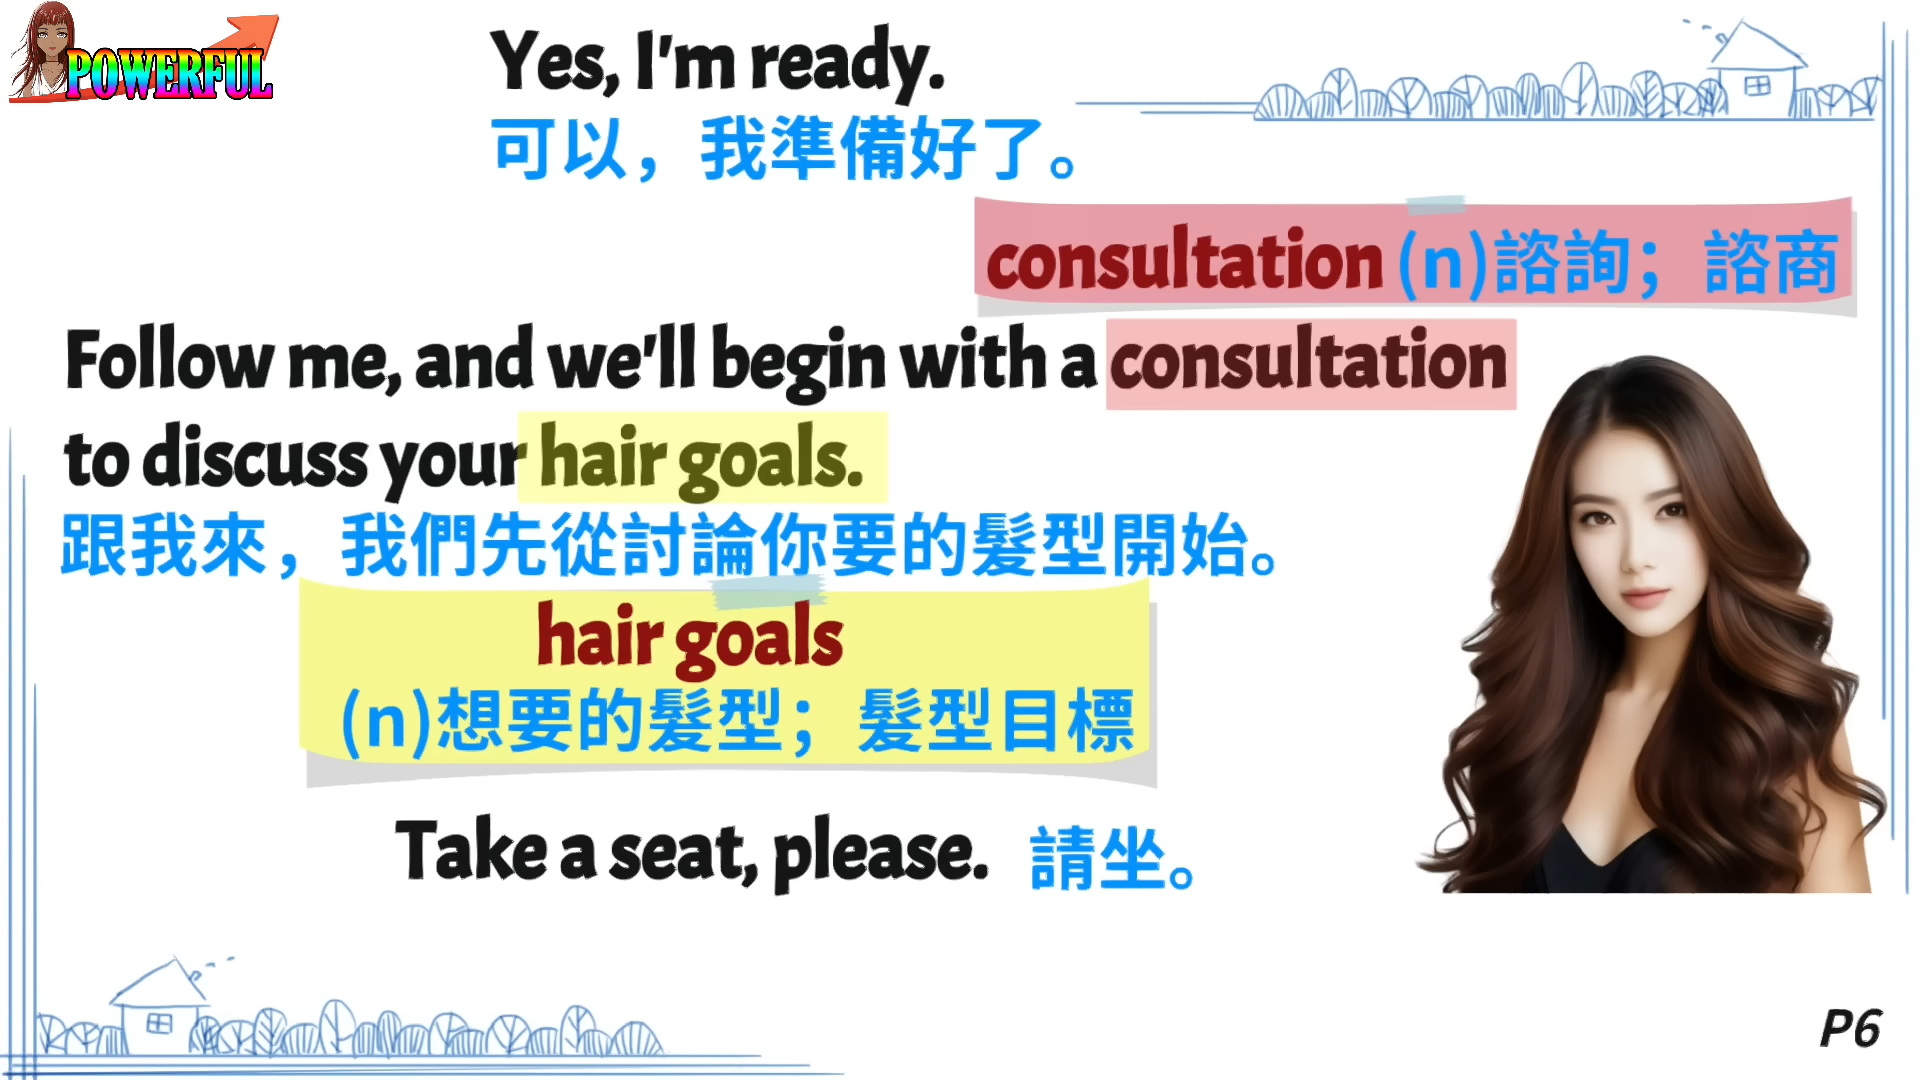 POWERFUL
Yes, I'm ready.
可以，我準備好了。
consultation (n)諮詢；諮商
Follow me, and we'll begin with a consultation
to discuss your hair goals.
跟我來，我們先從討論你要的髮型開始。
hair goals
(n)想要的髮型；髮型目標
Take a seat, please. 請坐。
P6